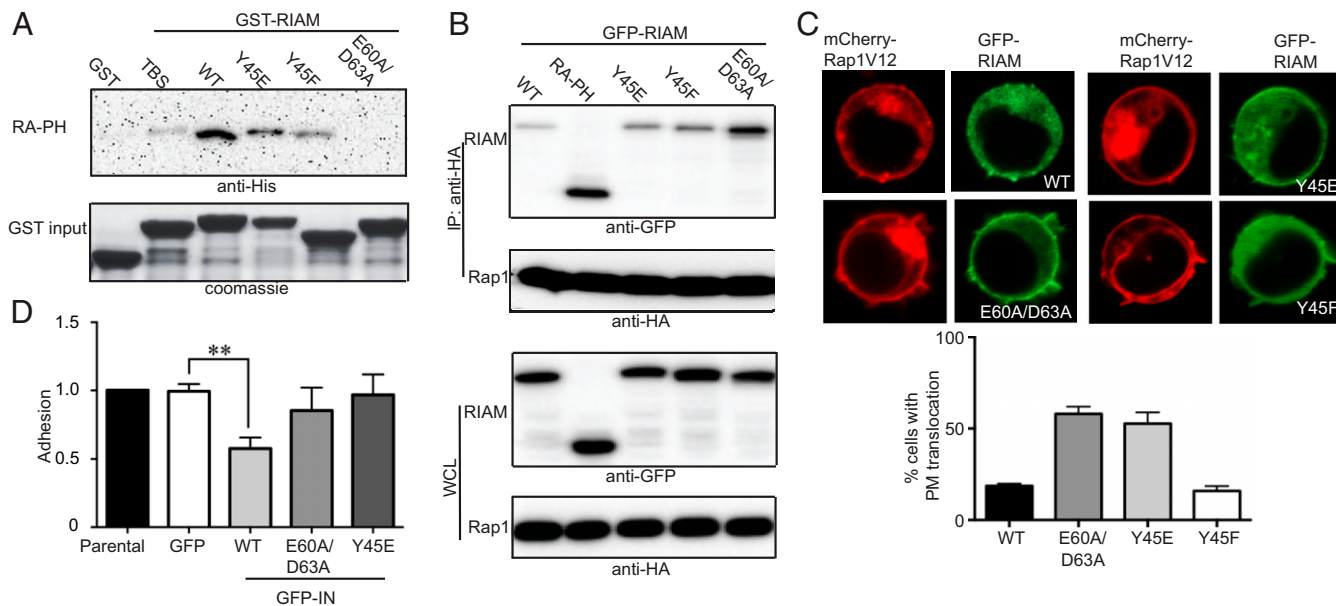 A
GST-RIAM
GST
TBS
WT
Y45E
Y45F
E60A/
D63A
RA-PH
anti-His
GST input
coomassie
B
GFP-RIAM
WT
RA-PH
Y45E
Y45F
E60A/
D63A
IP: anti-HA
RIAM
anti-GFP
Rap1
anti-HA
WCL
RIAM
anti-GFP
Rap1
anti-HA
C
mCherry-
Rap1V12
GFP-
RIAM
mCherry-
Rap1V12
GFP-
RIAM
WT
Y45E
E60A/D63A
Y45F
% cells with
PM translocation
100
50
0
WT
E60A/
D63A
Y45E
Y45F
D
Adhesion
1.5
1.0
0.5
0
**
Parental
GFP
WT
E60A/
D63A
Y45E
GFP-IN